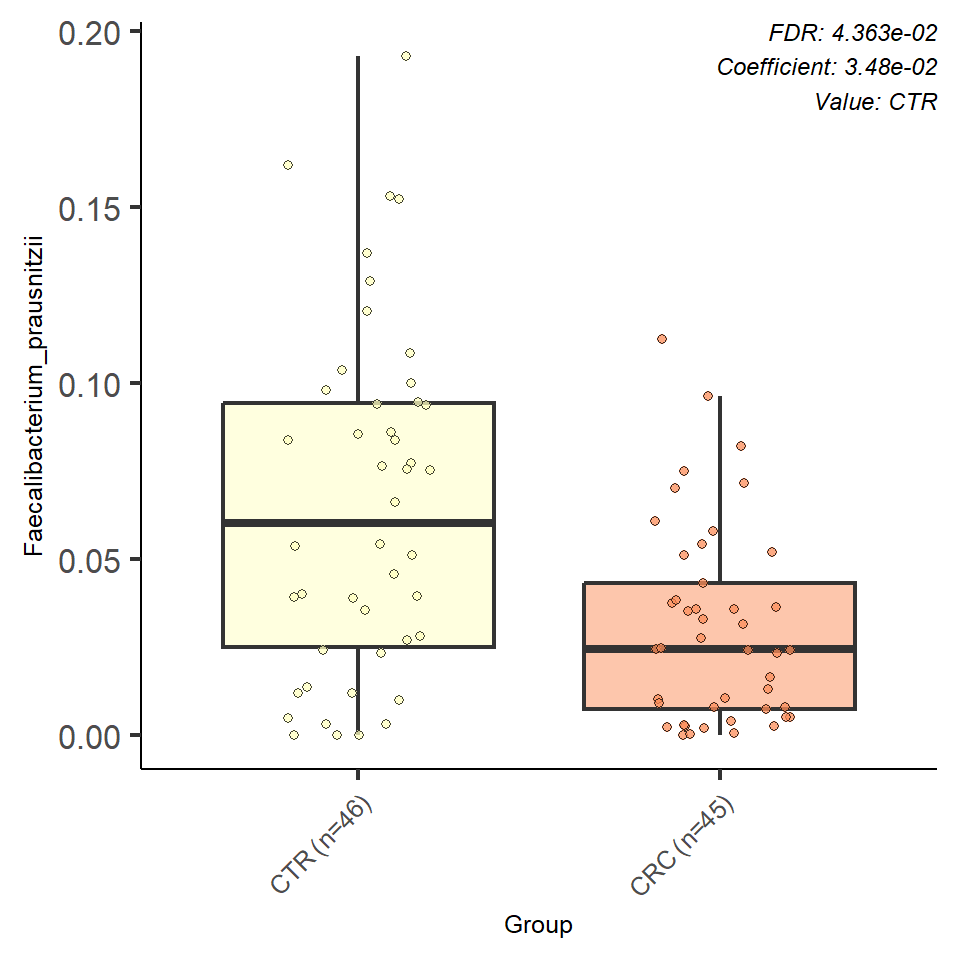 FDR: 4.363e-02
Coefficient: 3.48e-02
Value: CTR
0.20
0.15
0.10
0.05
0.00
Faecalibacterium_prausnitzii
CTR (n=46)
CRC (n=45)
Group